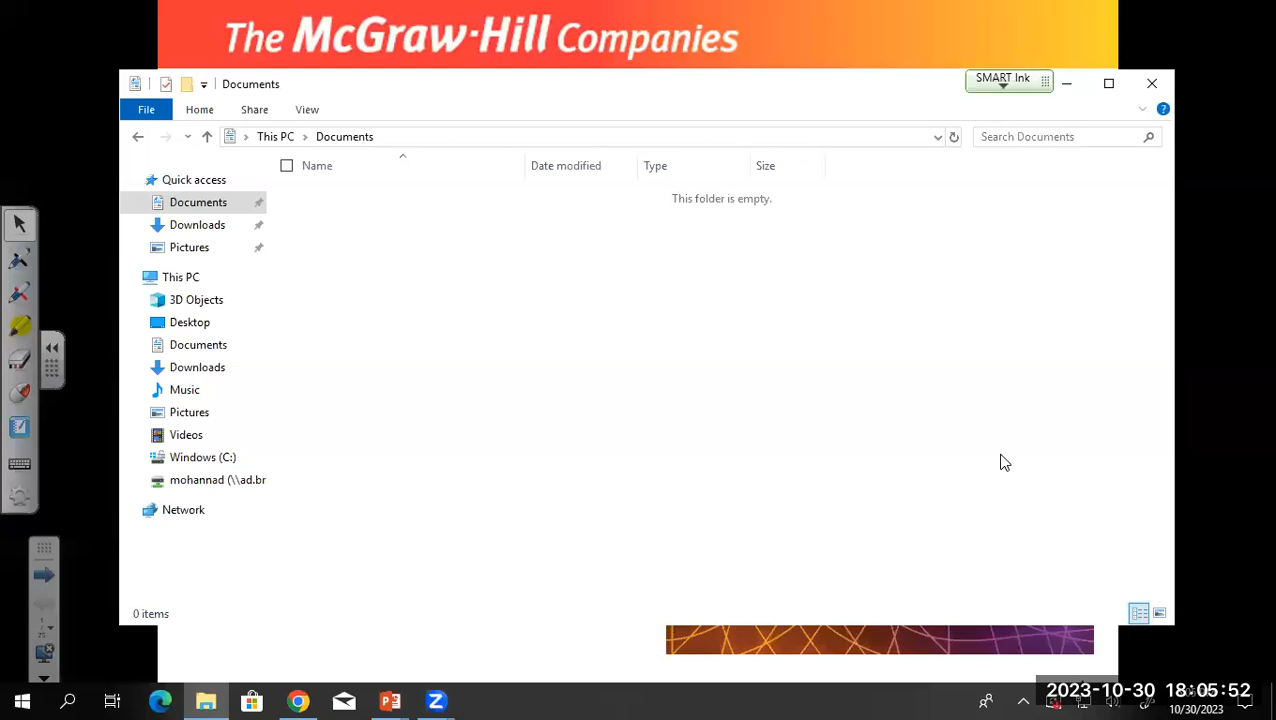 The McGraw·Hill Companies
Documents
SMART Ink
File Home Share View
This PC Documents
Search Documents
Name Date modified Type Size
This folder is empty.
Quick access
Documents
Downloads
Pictures
This PC
3D Objects
Desktop
Documents
Downloads
Music
Pictures
Videos
Windows (C:)
mohannad (\\ad.br
Network
0 items
1
25
2023-10-30 18:05:52
10/30/2023